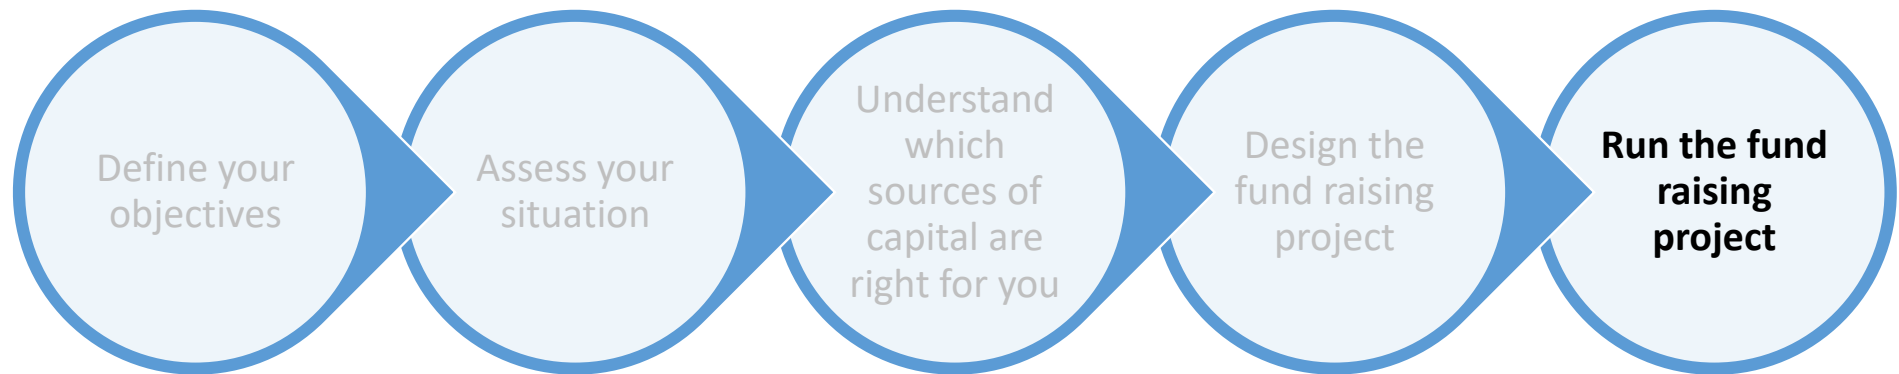 Define your
objectives
Assess your
situation
Understand
which
sources of
capital are
right for you
Design the
fund raising
project
Run the fund
raising
project